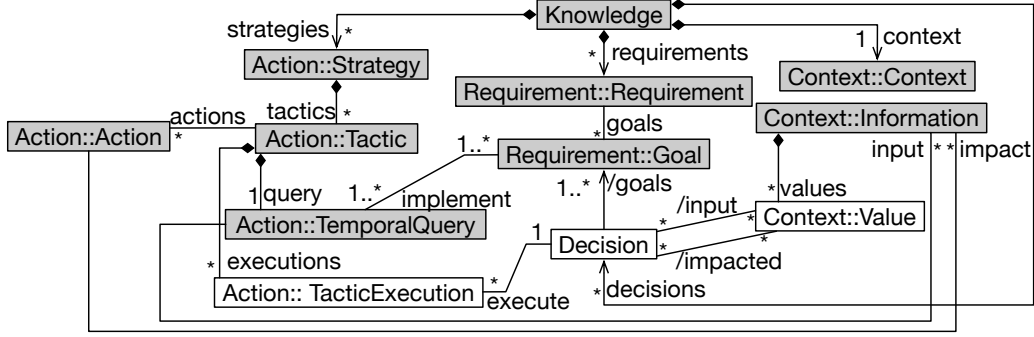 Knowledge
strategies *
* requirements
1 context
Action::Strategy
Context::Context
Requirement::Requirement
tactics *
actions
*
* goals
Context::Information
Action::Action
Action::Tactic
1..*
Requirement::Goal
input * * impact
1 query
1..* implement
1..* /goals
* values
Action::TemporalQuery
/input
* *
Context::Value
1
Decision
* *
/impacted
* executions
Action:: TacticExecution
*
execute
* decisions